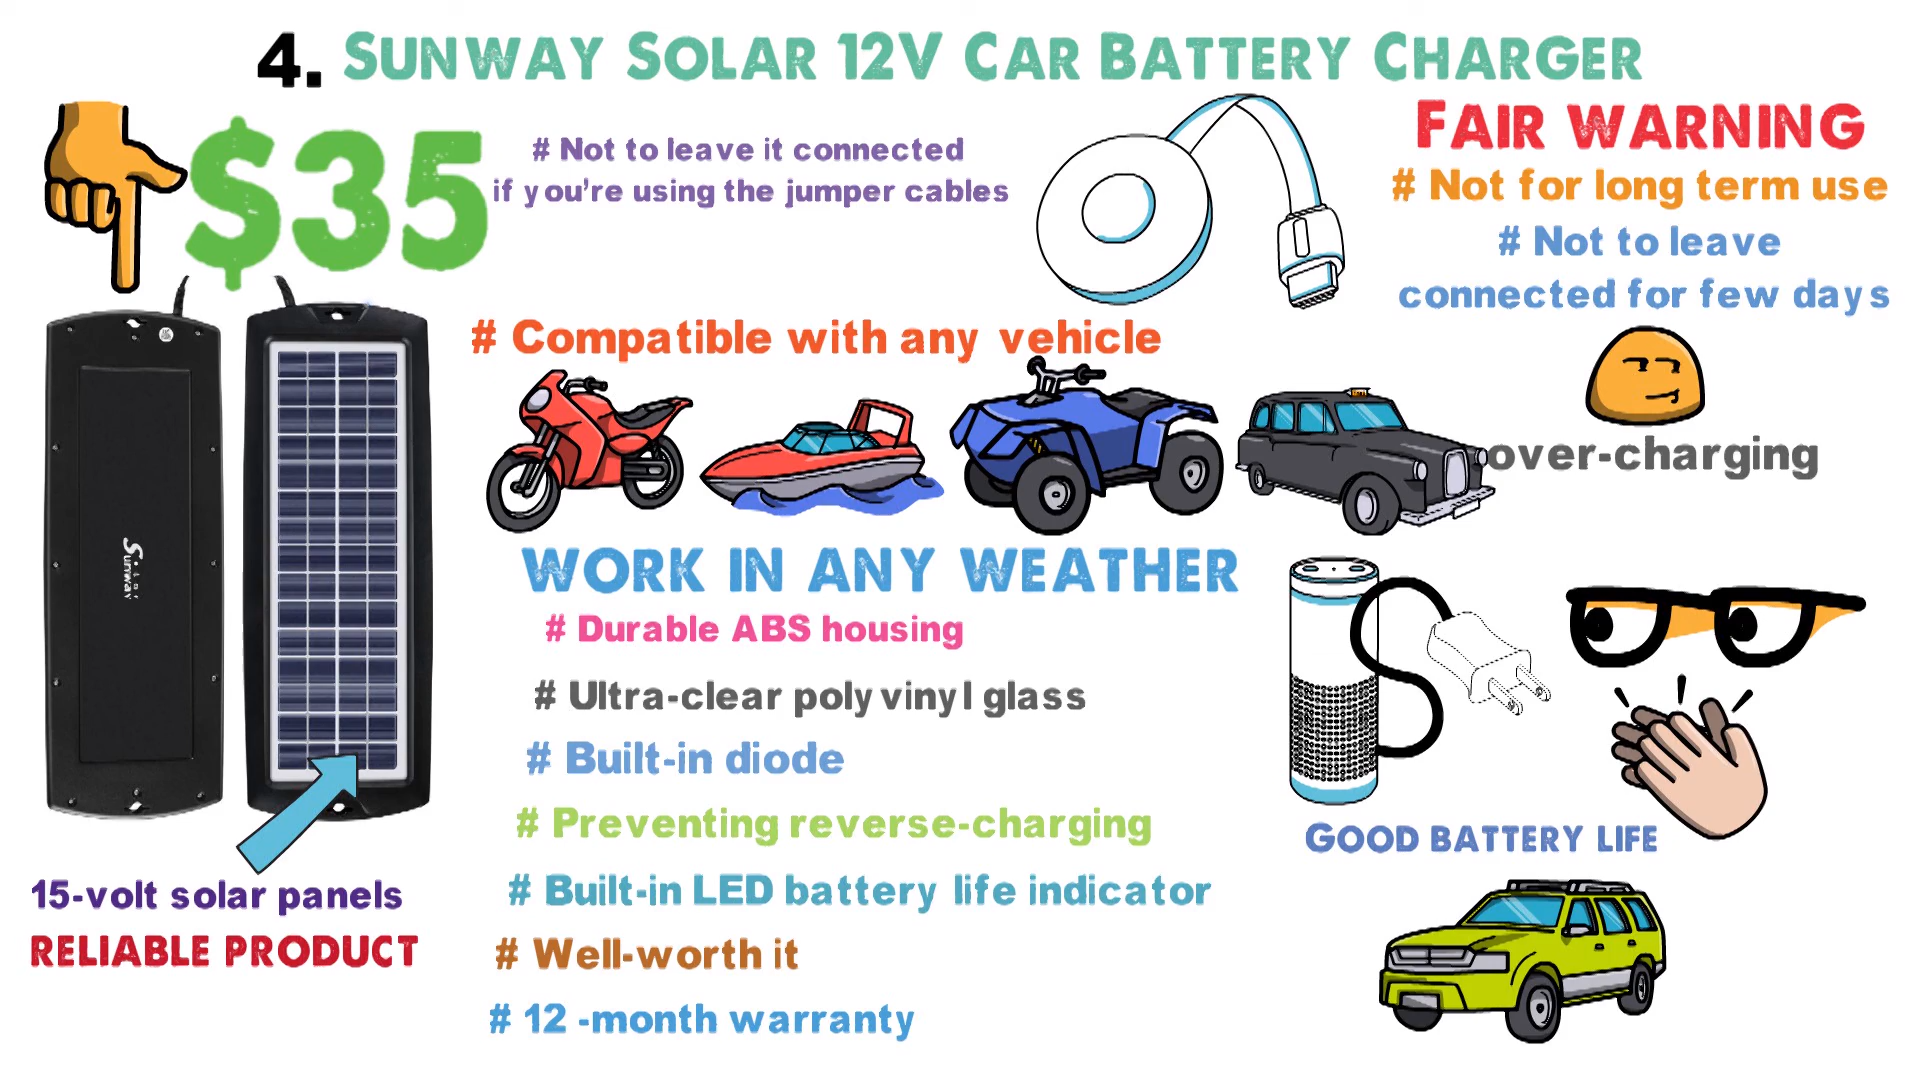 4. SUNWAY SOLAR 12V CAR BATTERY CHARGER
$35
# Not to leave it connected
if you're using the jumper cables
FAIR WARNING
# Not for long term use
# Not to leave
connected for few days
over-charging
# Compatible with any vehicle
WORK IN ANY WEATHER
# Durable ABS housing
# Ultra-clear polyvinyl glass
# Built-in diode
# Preventing reverse-charging
# Built-in LED battery life indicator
# Well-worth it
# 12 -month warranty
Sunway
Solar
15-volt solar panels
RELIABLE PRODUCT
GOOD BATTERY LIFE